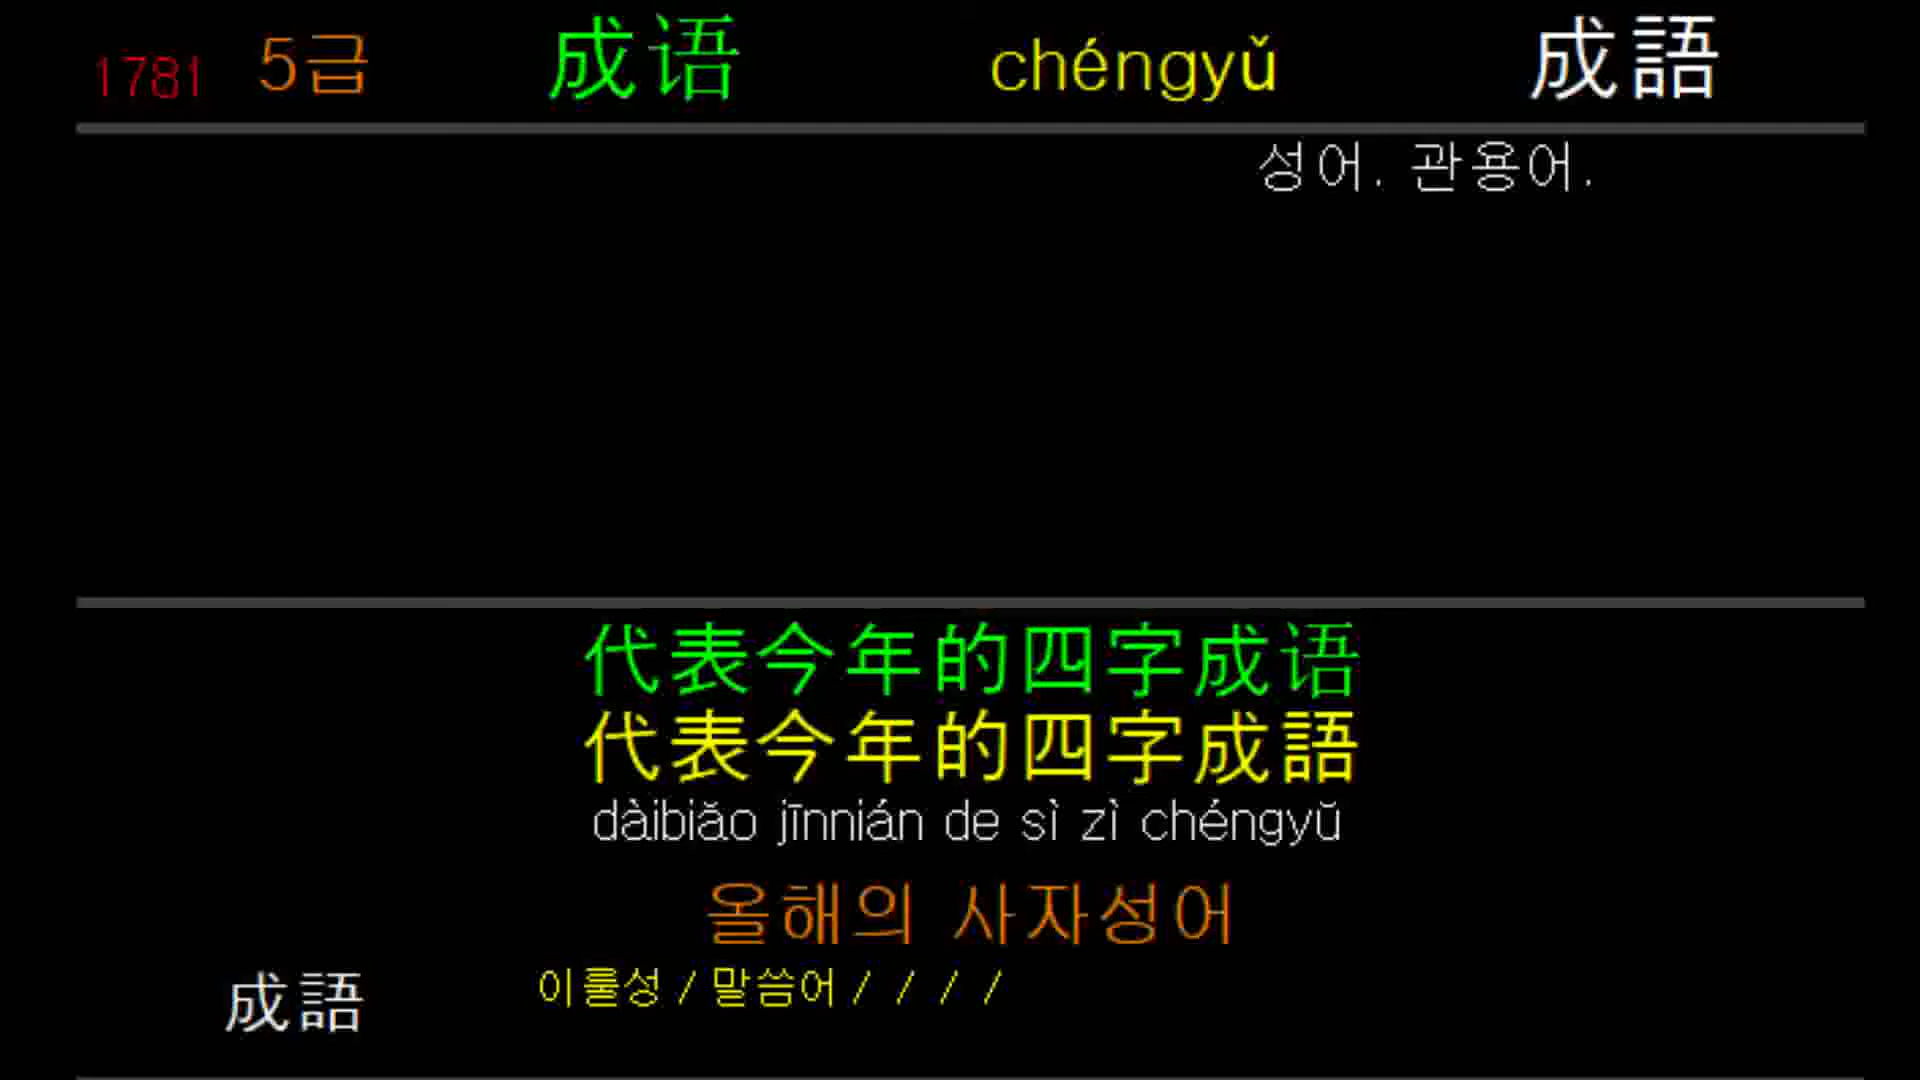 1781 5급 成语 chéngyǔ 成語
성어. 관용어.
代表今年的四字成语
代表今年的四字成語
dàibiăo jīnnián de sì zì chéngyŭ
올해의 사자성어
成語 이룰성 / 말씀어 / / / /